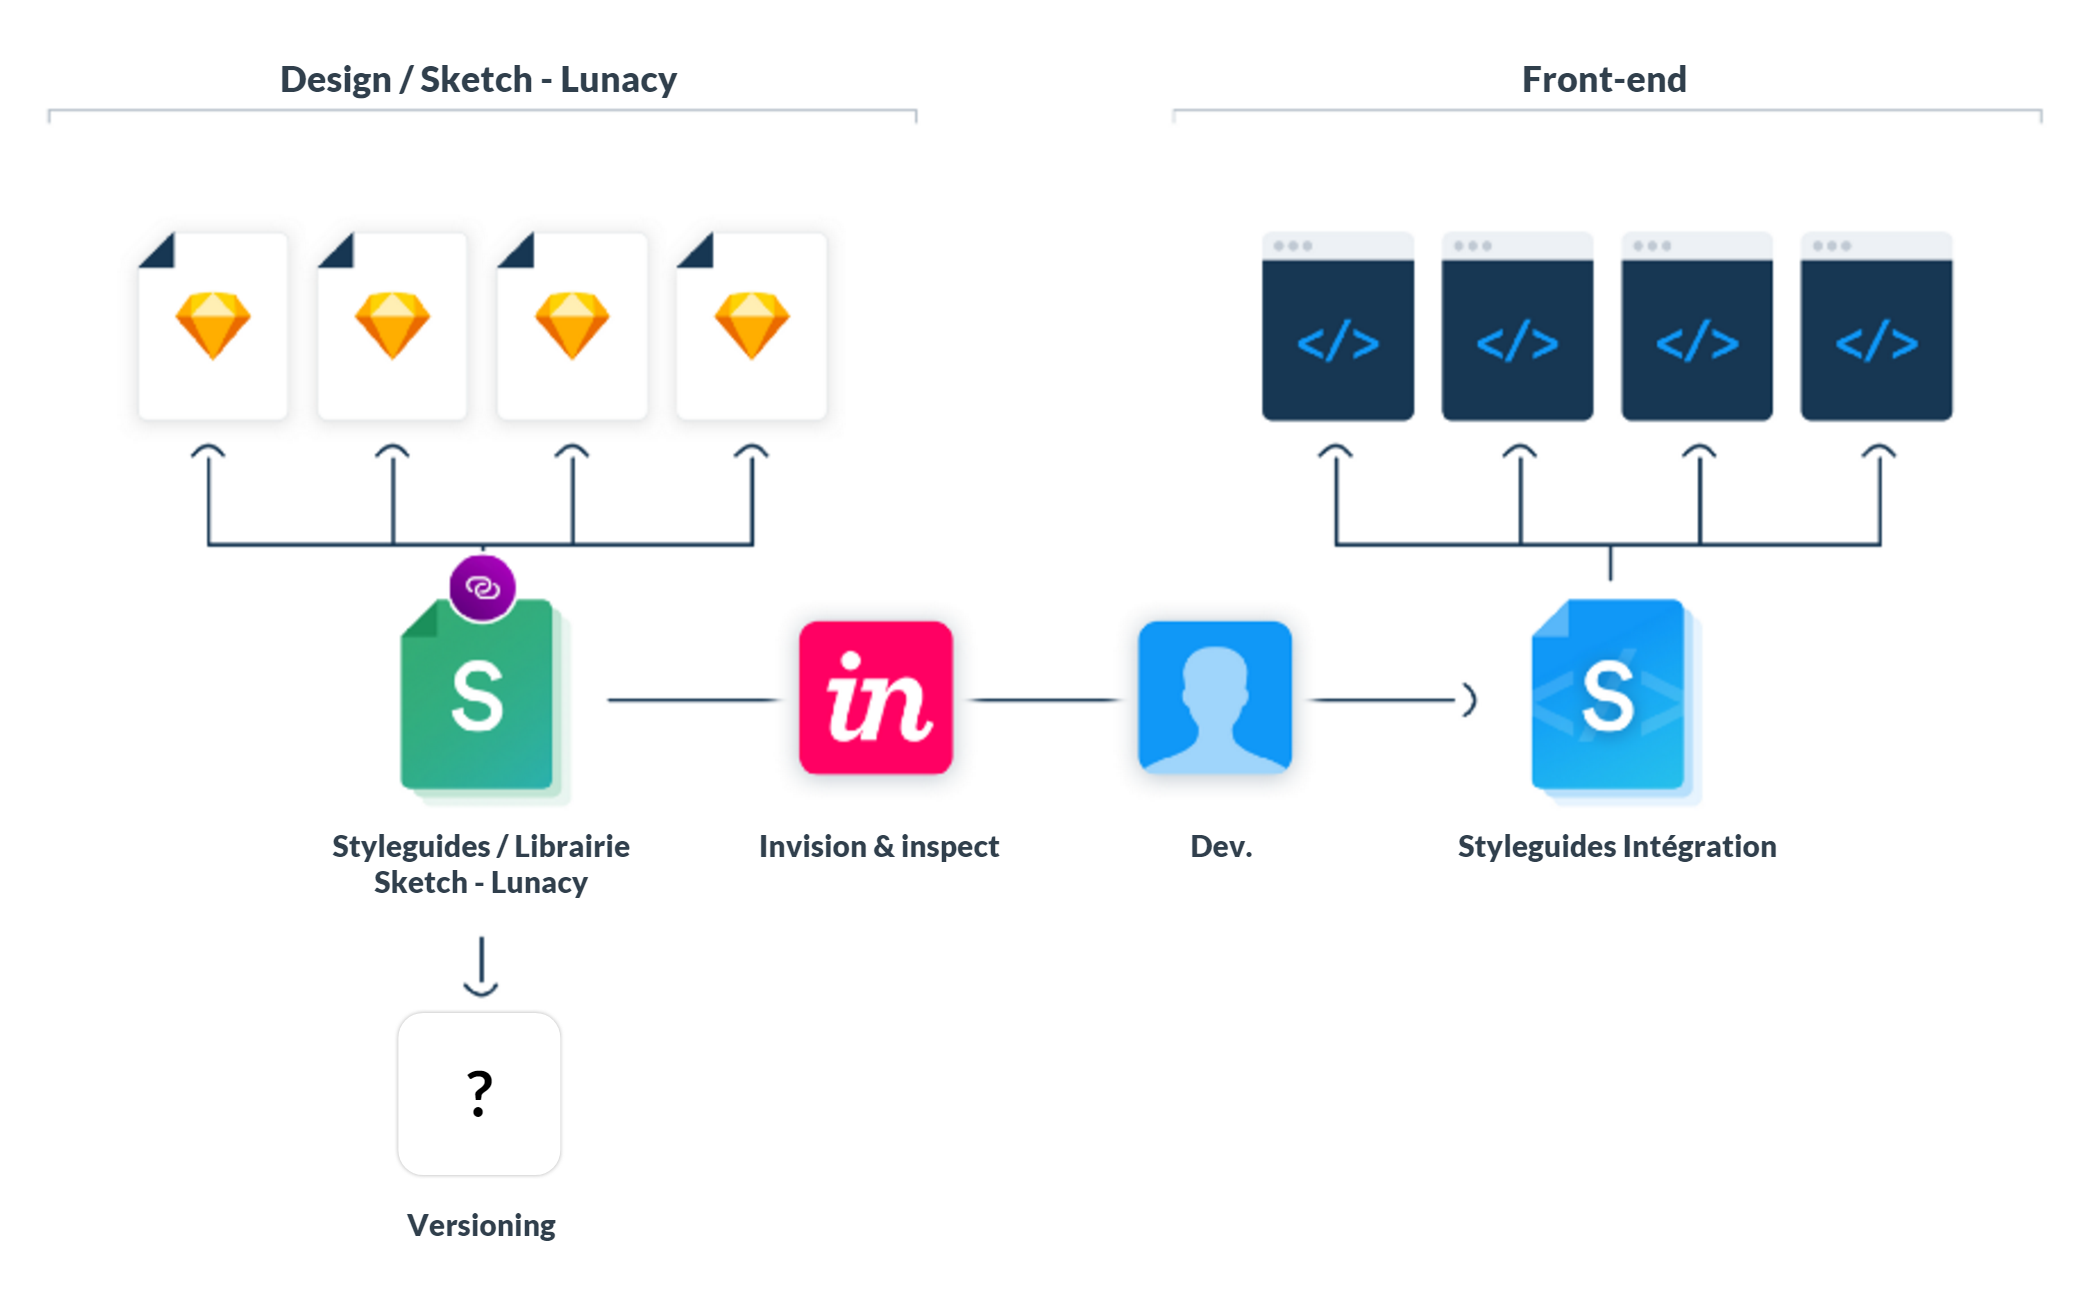 Design / Sketch - Lunacy
Front-end
</>
</>
</>
</>
S
in
S
Styleguides / Librairie
Sketch - Lunacy
Invision & inspect
Dev.
Styleguides Intégration
?
Versioning